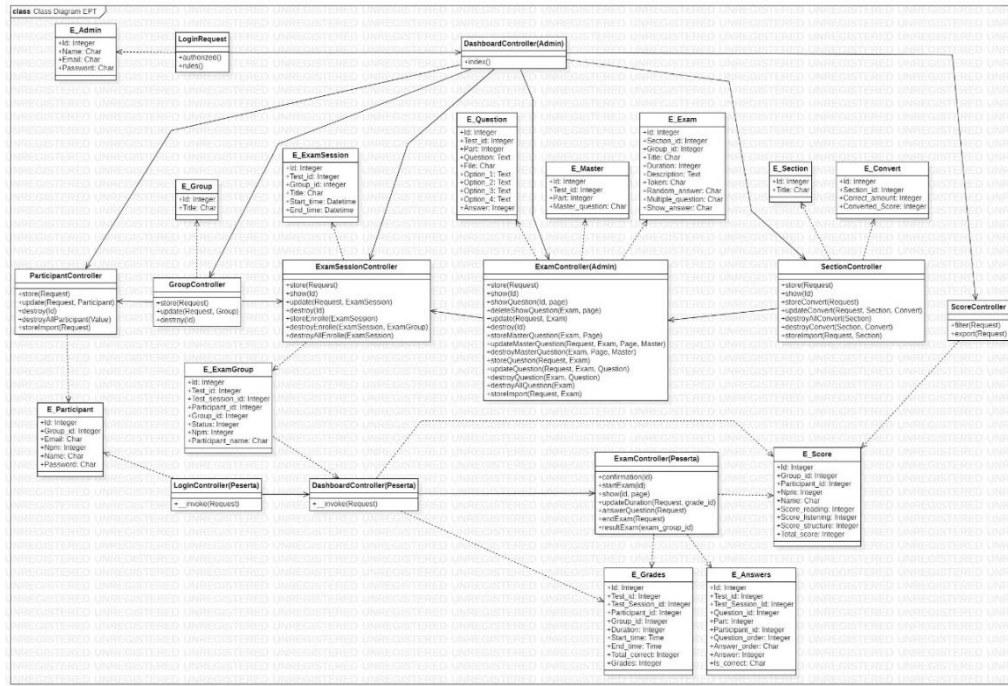 class Class Diagram EPT
E_Admin
+Id: Integer
+Name: Char
+Email: Char
+Password: Char
LoginRequest
+authorized()
+rules()
DashboardController(Admin)
+index()
E_Question
+Id: Integer
+Test_id: Integer
+Part: Integer
+Question: Text
+File: Char
+Option_1: Text
+Option_2: Text
+Option_3: Text
+Option_4: Text
+Answer: Integer
E_Exam
+Id: Integer
+Section_id: Integer
+Group_id: Integer
+Title: Char
+Duration: Integer
+Description: Text
+Token: Char
+Random_answer: Char
+Multiple_question: Char
+Show_answer: Char
E_ExamSession
+Id: Integer
+Test_id: Integer
+Group_id: integer
+Title: Char
+Start_time: Datetime
+End_time: Datetime
E_Master
+Id: Integer
+Test_id: Integer
+Part: Integer
+Master_question: Char
E_Section
+Id: Integer
+Title: Char
E_Convert
+Id: Integer
+Section_id: Integer
+Correct_amount: Integer
+Converted_Score: Integer
E_Group
+Id: Integer
+Title: Char
ParticipantController
+store(Request)
+update(Request, Participant)
+destroy(Id)
+destroyAllParticipant(Value)
+storeImport(Request)
GroupController
+store(Request)
+update(Request, Group)
+destroy(id)
ExamSessionController
+store(Request)
+show(Id)
+update(Request, ExamSession)
+destroy(Id)
+storeEnrolle(ExamSession)
+destroyEnrolle(ExamSession, ExamGroup)
+destroyAllEnrolle(ExamSession)
ExamController(Admin)
+store(Request)
+show(Id)
+showQuestion(Id, page)
+deleteShowQuestion(Exam, page)
+update(Request, Exam)
+destroy(Id)
+storeMasterQuestion(Exam, Page)
+updateMasterQuestion(Request, Exam, Page, Master)
+destroyMasterQuestion(Exam, Page, Master)
+storeQuestion(Request, Exam)
+updateQuestion(Request, Exam, Question)
+destroyQuestion(Exam, Question)
+destroyAllQuestion(Exam)
+storeImport(Request, Exam)
SectionController
+store(Request)
+show(Id)
+storeConvert(Request)
+updateConvert(Request, Section, Convert)
+destroyAllConvert(Section)
+destroyConvert(Section, Convert)
+storeImport(Request, Section)
ScoreController
+filter(Request)
+export(Request)
E_ExamGroup
+Id: Integer
+Test_id: Integer
+Test_session_id: Integer
+Participant_id: Integer
+Group_id: Integer
+Status: Integer
+Npm: Integer
+Participant_name: Char
E_Participant
+Id: Integer
+Group_id: Integer
+Email: Char
+Npm: Integer
+Name: Char
+Password: Char
LoginController(Peserta)
+__invoke(Request)
DashboardController(Peserta)
+__invoke(Request)
ExamController(Peserta)
+confirmation(id)
+startExam(id)
+show(id, page)
+updateDuration(Request, grade_id)
+answerQuestion(Request)
+endExam(Request)
+resultExam(exam_group_id)
E_Score
+Id: Integer
+Group_id: Integer
+Participant_id: Integer
+Npm: Integer
+Name: Char
+Score_reading: Integer
+Score_listening: Integer
+Score_structure: Integer
+Total_score: Integer
E_Grades
+Id: Integer
+Test_id: Integer
+Test_Session_id: Integer
+Participant_id: Integer
+Group_id: Integer
+Duration: Integer
+Start_time: Time
+End_time: Time
+Total_correct: Integer
+Grades: Integer
E_Answers
+Id: Integer
+Test_id: Integer
+Test_Session_Id: Integer
+Question_id: Integer
+Part: Integer
+Participant_id: Integer
+Question_order: Integer
+Answer_order: Char
+Answer: Integer
+Is_correct: Char